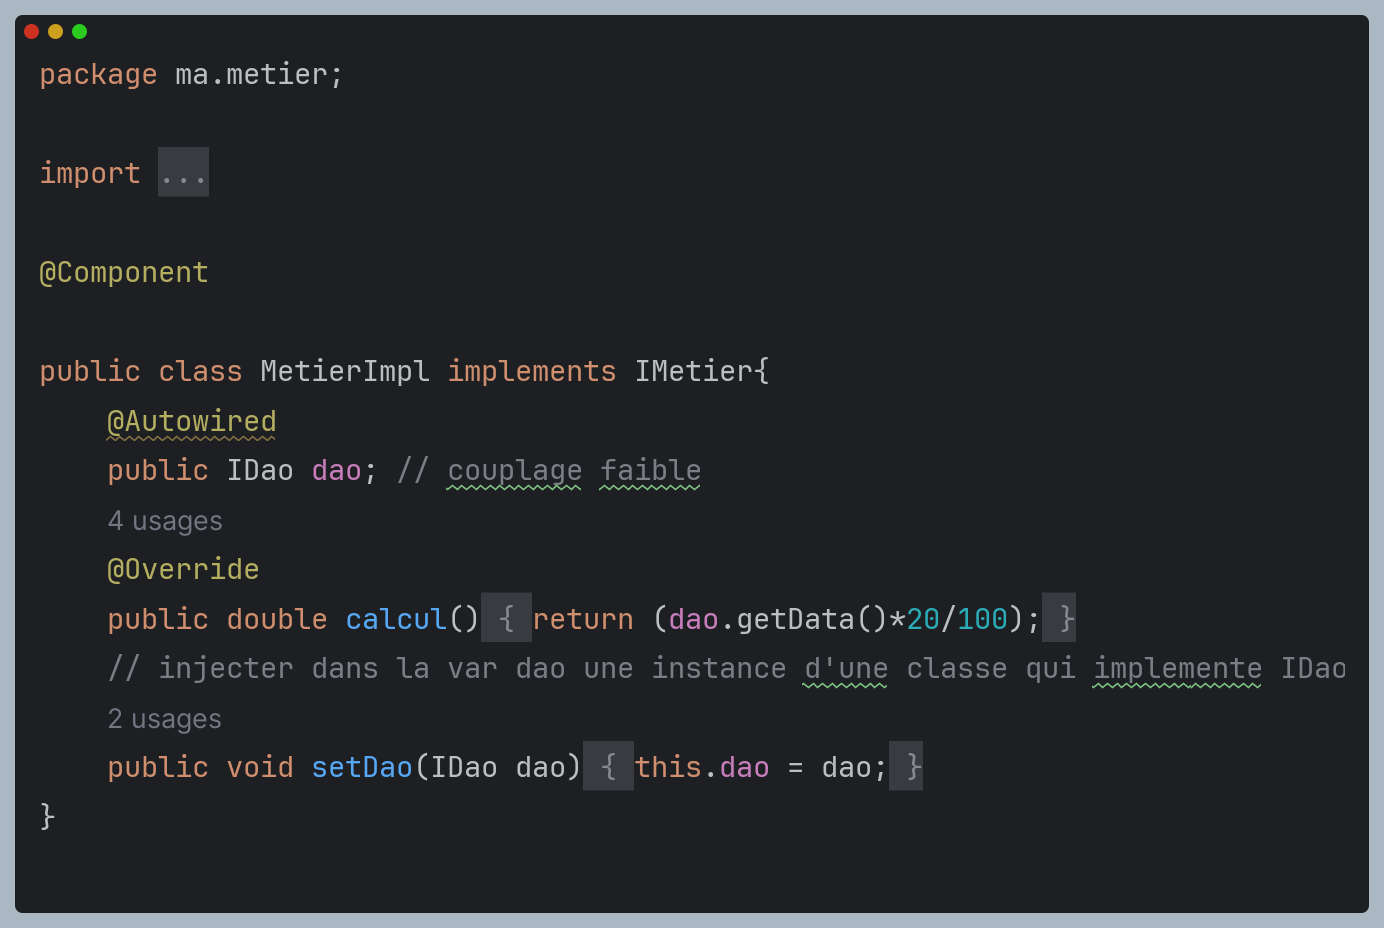 package ma.metier;
import ...
@Component
public class MetierImpl implements IMetier{
@Autowired
public IDao dao; // couplage faible
4 usages
@Override
public double calcul() { return (dao.getData()*20/100); }
// injecter dans la var dao une instance d'une classe qui implemente IDao
2 usages
public void setDao(IDao dao) { this.dao = dao; }
}